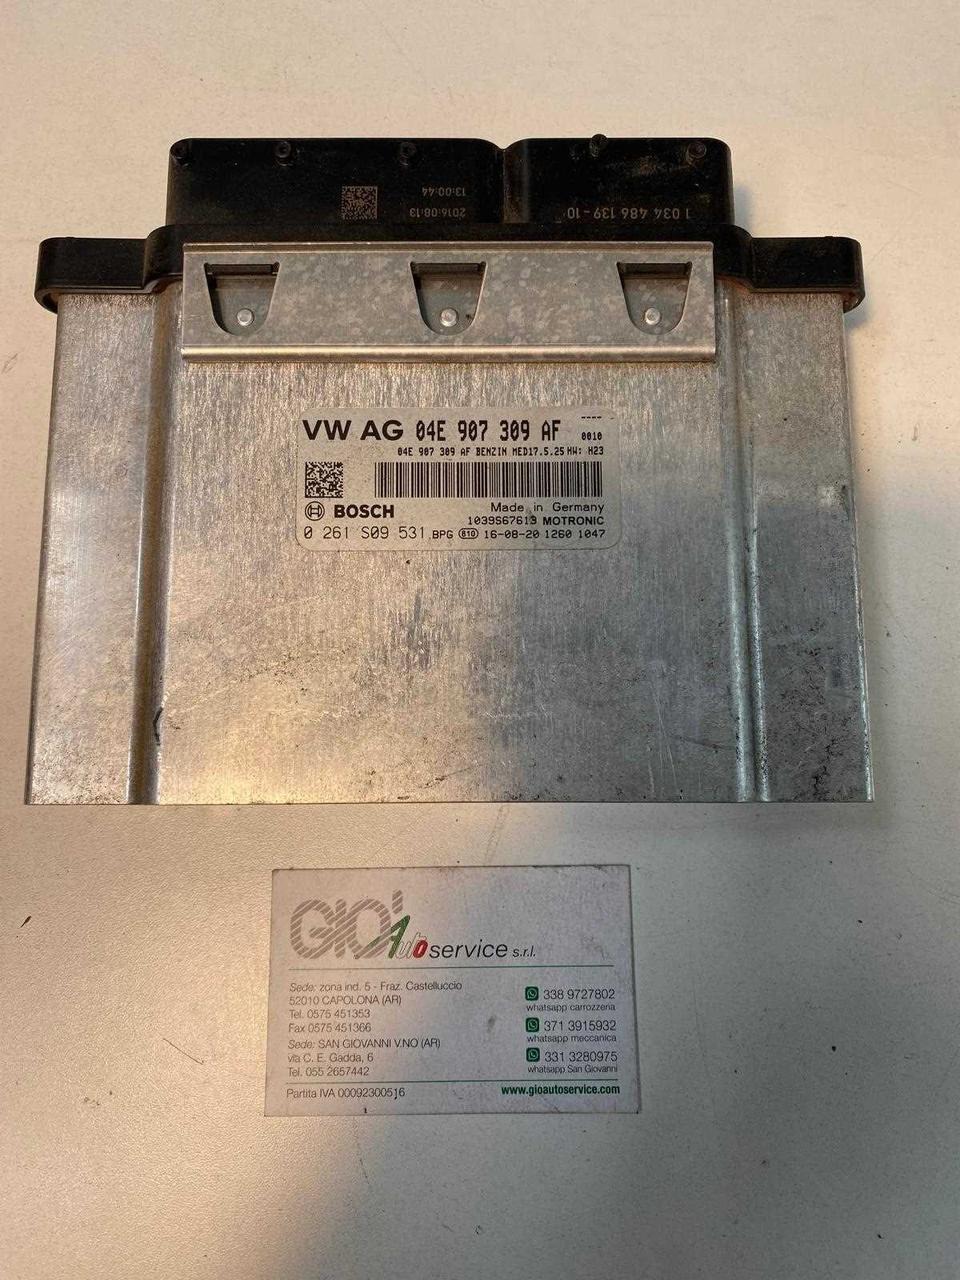 13:00:44
2016:08:13
1 034 486 139-10
VW AG 04E 907 309 AF ----
0010
04E 907 309 AF BENZIN MED17.5.25 HW: H23
BOSCH
Made in Germany
1039S67613 MOTRONIC
0 261 S09 531 BPG 810 16-08-20 1260 1047
GIO' Auto service s.r.l.
Sede: zona ind. 5 - Fraz. Castelluccio
52010 CAPOLONA (AR)
Tel. 0575 451353
Fax 0575 451366
Sede: SAN GIOVANNI V.NO (AR)
via C. E. Gadda, 6
Tel. 055 2657442
338 9727802
whatsapp carrozzeria
371 3915932
whatsapp meccanica
331 3280975
whatsapp San Giovanni
Partita IVA 00092300516
www.gioautoservice.com